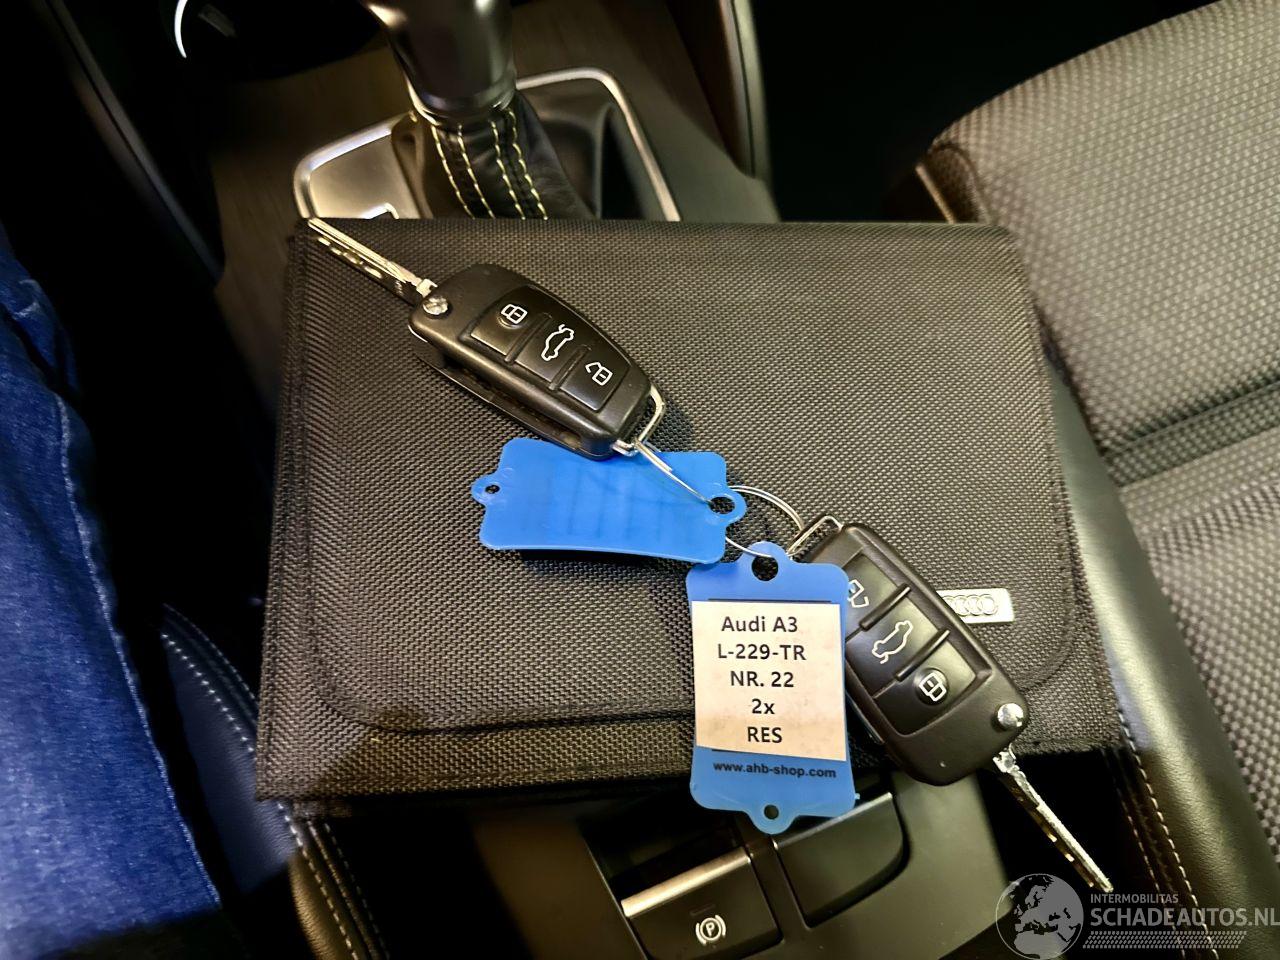 Audi A3
L-229-TR
NR. 22
2x
RES
www.ahb-shop.com
P
INTERMOBILITAS
SCHADEAUTOS.NL